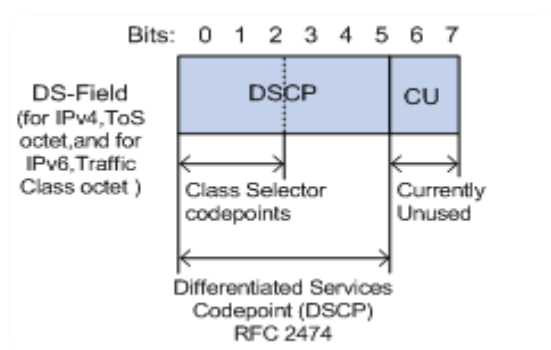 Bits: 0 1 2 3 4 5 6 7
DS-Field
(for IPv4,ToS
octet,and for
IPv6,Traffic
Class octet )
DSCP
CU
Class Selector
codepoints
Currently
Unused
Differentiated Services
Codepoint (DSCP)
RFC 2474